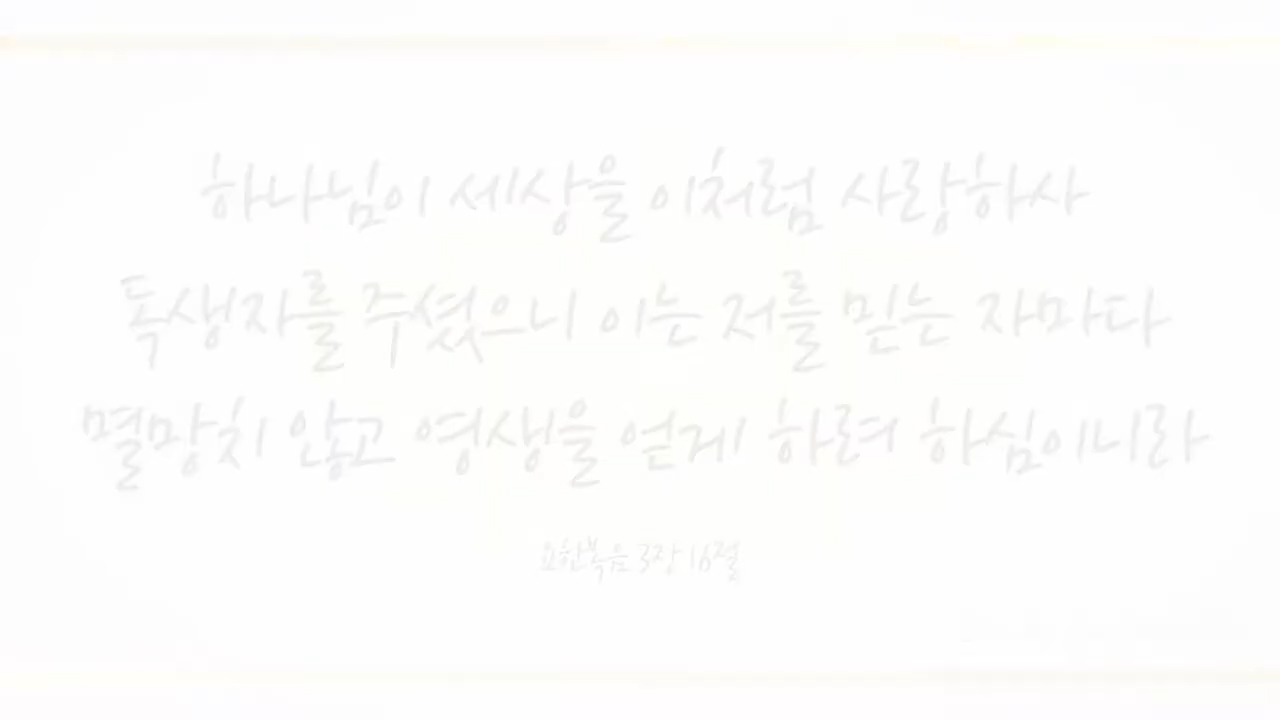 하나님이 세상을 이처럼 사랑하사
독생자를 주셨으니 이는 저를 믿는 자마다
멸망치 않고 영생을 얻게 하려 하심이니라
요한복음 3장 16절